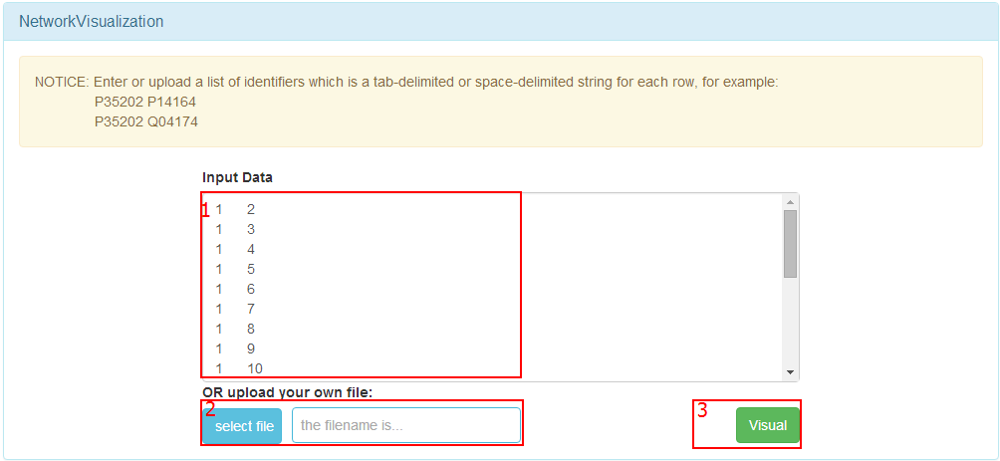 NetworkVisualization
NOTICE: Enter or upload a list of identifiers which is a tab-delimited or space-delimited string for each row, for example:
P35202 P14164
P35202 Q04174
Input Data
1 1 2
1 3
1 4
1 5
1 6
1 7
1 8
1 9
1 10
OR upload your own file:
2
select file the filename is...
3
Visual